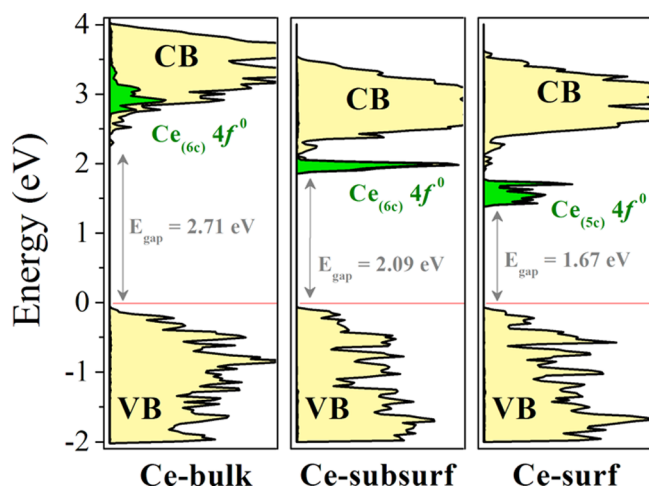 Energy (eV)
4
3
2
1
0
-1
-2
CB
Ce(6c) 4f0
Egap = 2.71 eV
VB
Ce-bulk
CB
Ce(6c) 4f0
Egap = 2.09 eV
VB
Ce-subsurf
CB
Ce(5c) 4f0
Egap = 1.67 eV
VB
Ce-surf